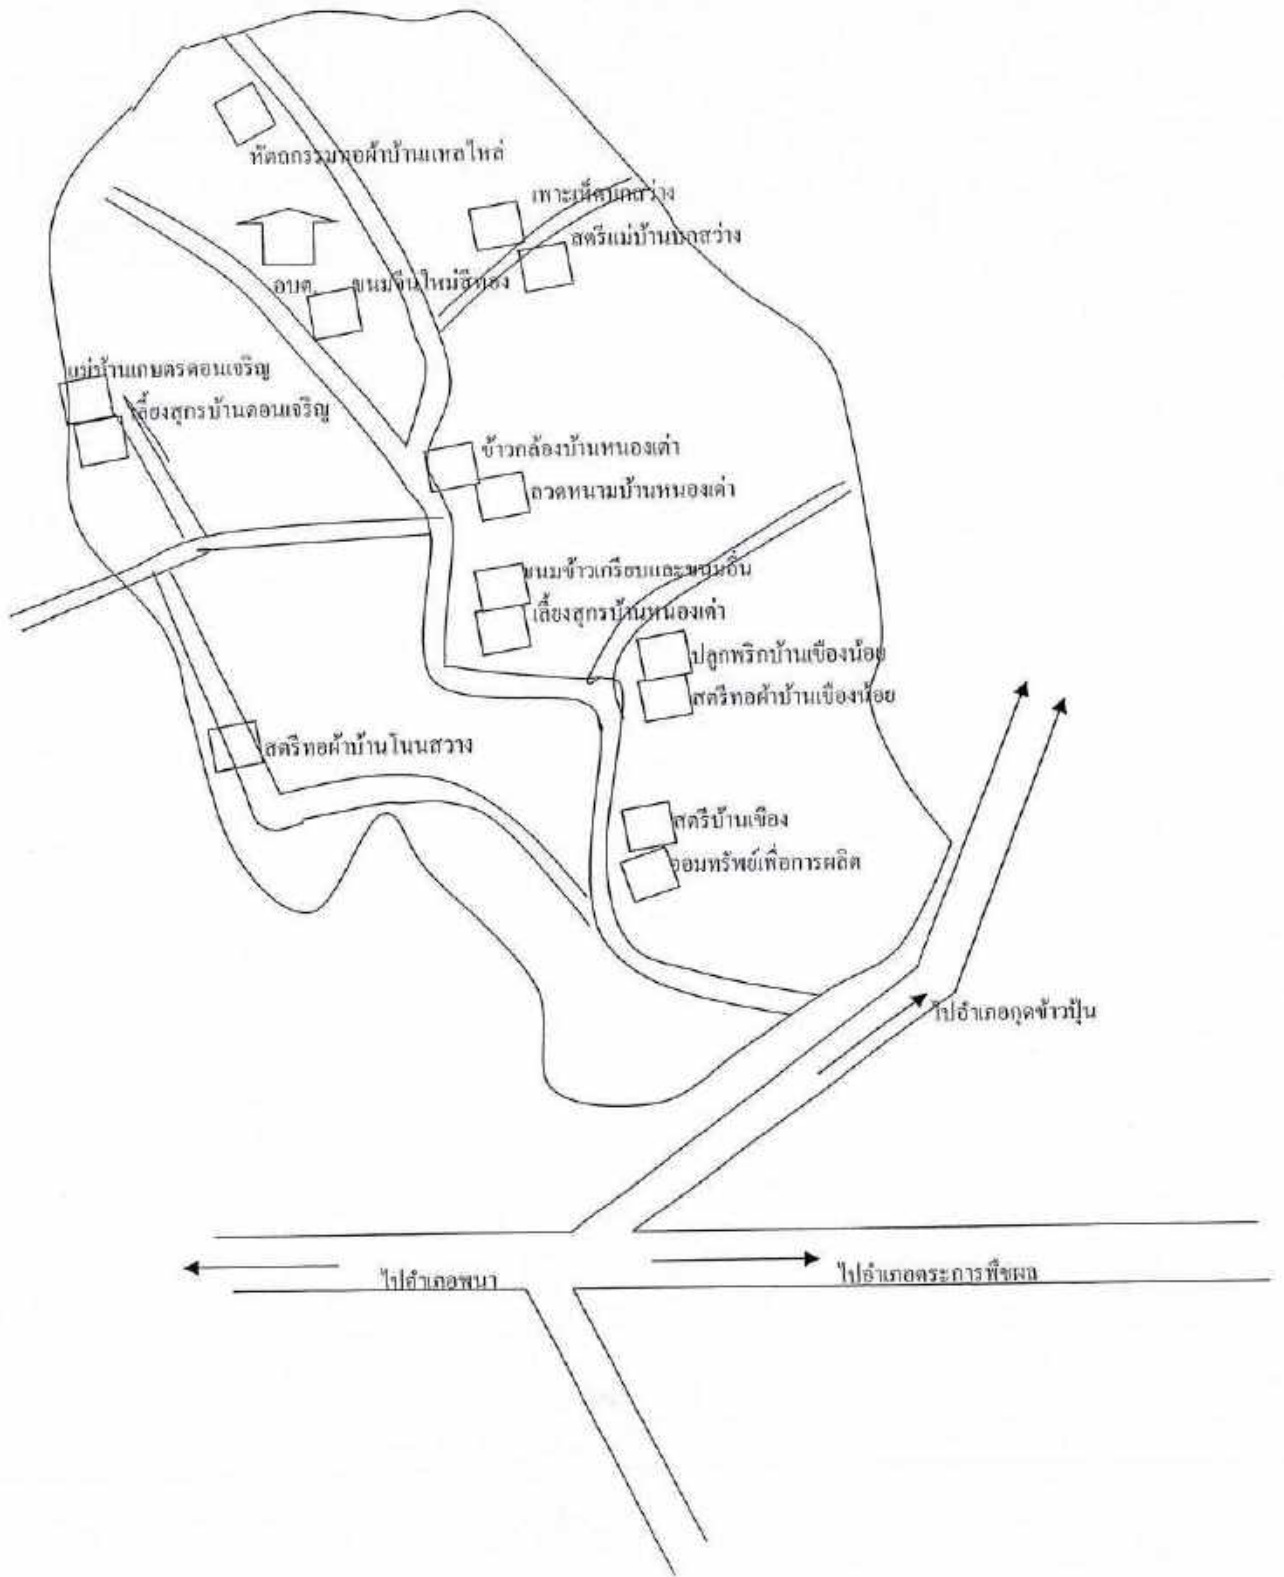 หัตถกรรมทอผ้าบ้านแหลไหล่
เพาะเห็ดบกสว่าง
สตรีแม่บ้านบกสว่าง
อบต.
ขนมจีนใหม่สีทอง
แม่บ้านเกษตรดอนเจริญ
เลี้ยงสุกรบ้านดอนเจริญ
ข้าวกล้องบ้านหนองเต่า
ลวดหนามบ้านหนองเต่า
ขนมข้าวเกรียบและขนมอื่น
เลี้ยงสุกรบ้านหนองเต่า
ปลูกพริกบ้านเขืองน้อย
สตรีทอผ้าบ้านเขืองน้อย
สตรีทอผ้าบ้านโนนสวาง
สตรีบ้านเขือง
ออมทรัพย์เพื่อการผลิต
ไปอำเภอกุดข้าวปุ้น
ไปอำเภอพนา
ไปอำเภอตระการพืชผล